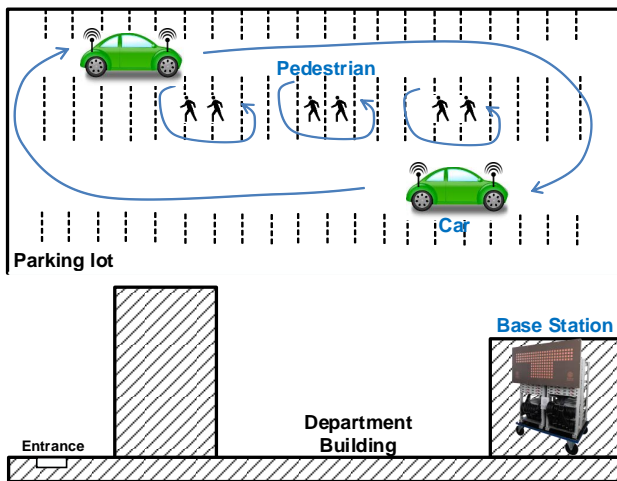 Pedestrian
Car
Parking lot
Base Station
Department
Building
Entrance